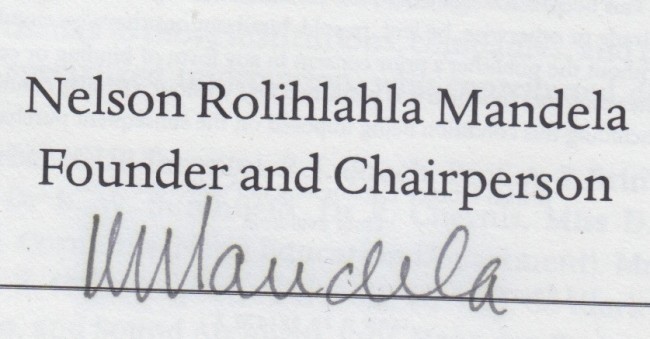 Nelson Rolihlahla Mandela
Founder and Chairperson
NMandela